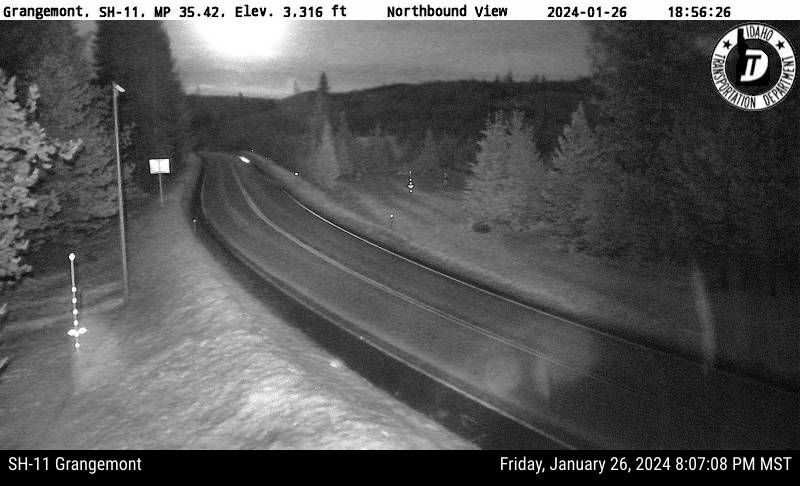 Grangemont, SH-11, MP 35.42, Elev. 3,316 ft Northbound View 2024-01-26 18:56:26
IDAHO
TRANSPORTATION DEPARTMENT
SH-11 Grangemont Friday, January 26, 2024 8:07:08 PM MST